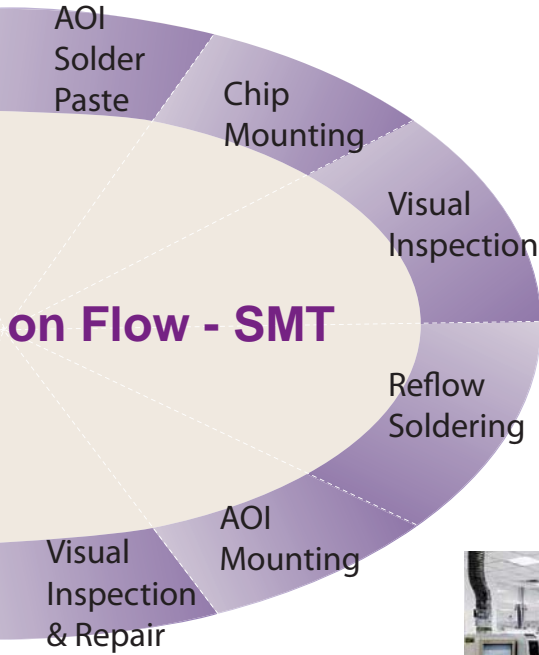 AOI
Solder
Paste
Chip
Mounting
Visual
Inspection
on Flow - SMT
Reflow
Soldering
AOI
Mounting
Visual
Inspection
& Repair